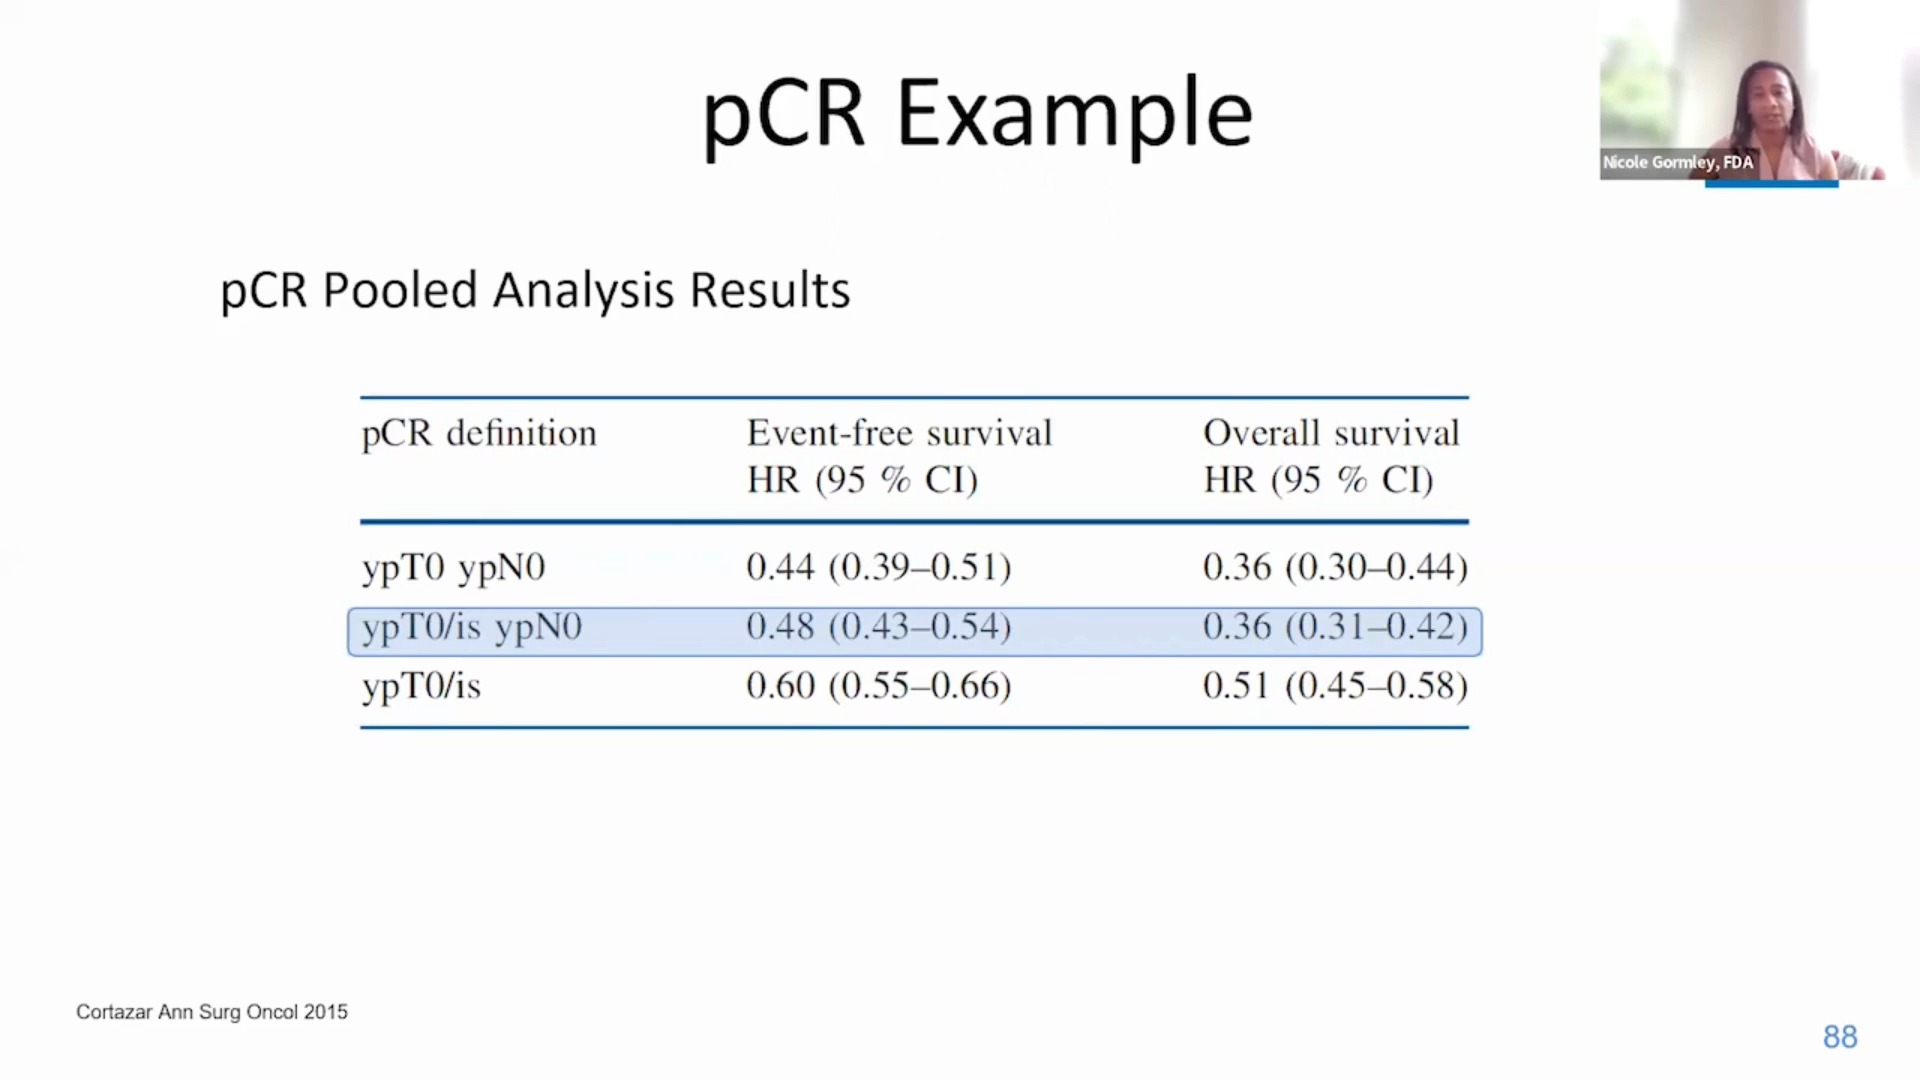 pCR Example
Nicole Gormley, FDA
pCR Pooled Analysis Results
pCR definition Event-free survival Overall survival
HR (95 % CI) HR (95 % CI)
ypT0 ypN0 0.44 (0.39–0.51) 0.36 (0.30–0.44)
ypT0/is ypN0 0.48 (0.43–0.54) 0.36 (0.31–0.42)
ypT0/is 0.60 (0.55–0.66) 0.51 (0.45–0.58)
Cortazar Ann Surg Oncol 2015
88